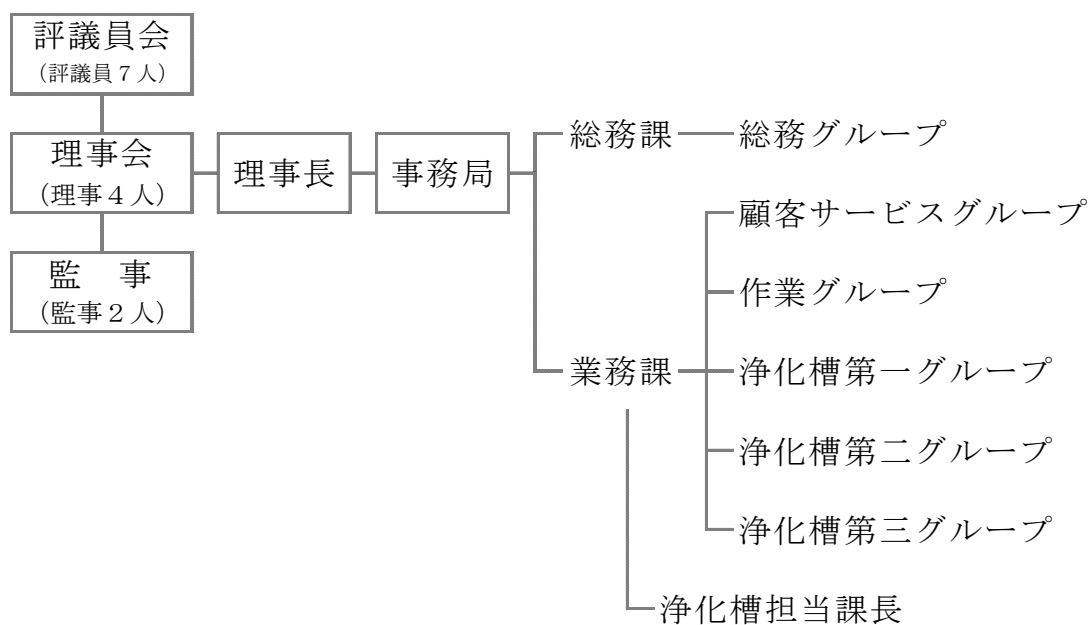 評議員会
(評議員7人)
理事会
(理事4人)
監　事
(監事2人)
理事長
事務局
総務課
総務グループ
業務課
顧客サービスグループ
作業グループ
浄化槽第一グループ
浄化槽第二グループ
浄化槽第三グループ
浄化槽担当課長